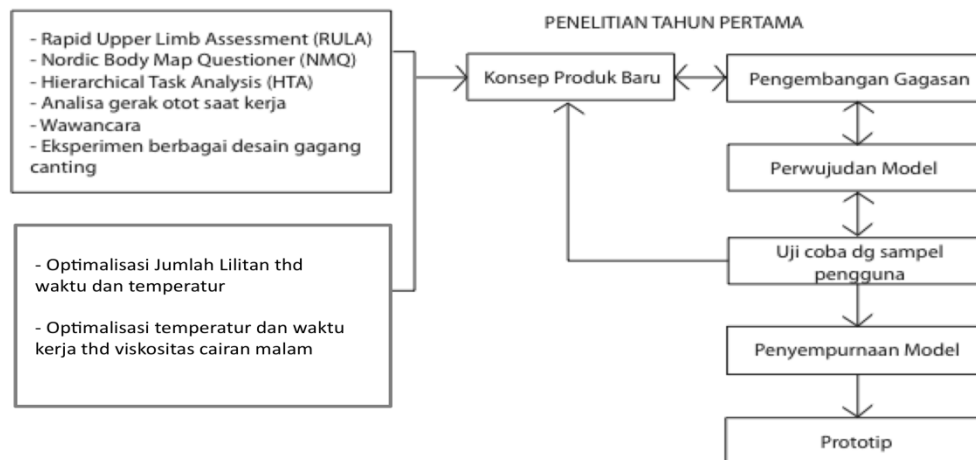 PENELITIAN TAHUN PERTAMA
- Rapid Upper Limb Assessment (RULA)
- Nordic Body Map Questioner (NMQ)
- Hierarchical Task Analysis (HTA)
- Analisa gerak otot saat kerja
- Wawancara
- Eksperimen berbagai desain gagang
canting
- Optimalisasi Jumlah Lilitan thd
waktu dan temperatur
- Optimalisasi temperatur dan waktu
kerja thd viskositas cairan malam
Konsep Produk Baru
Pengembangan Gagasan
Perwujudan Model
Uji coba dg sampel
pengguna
Penyempurnaan Model
Prototip